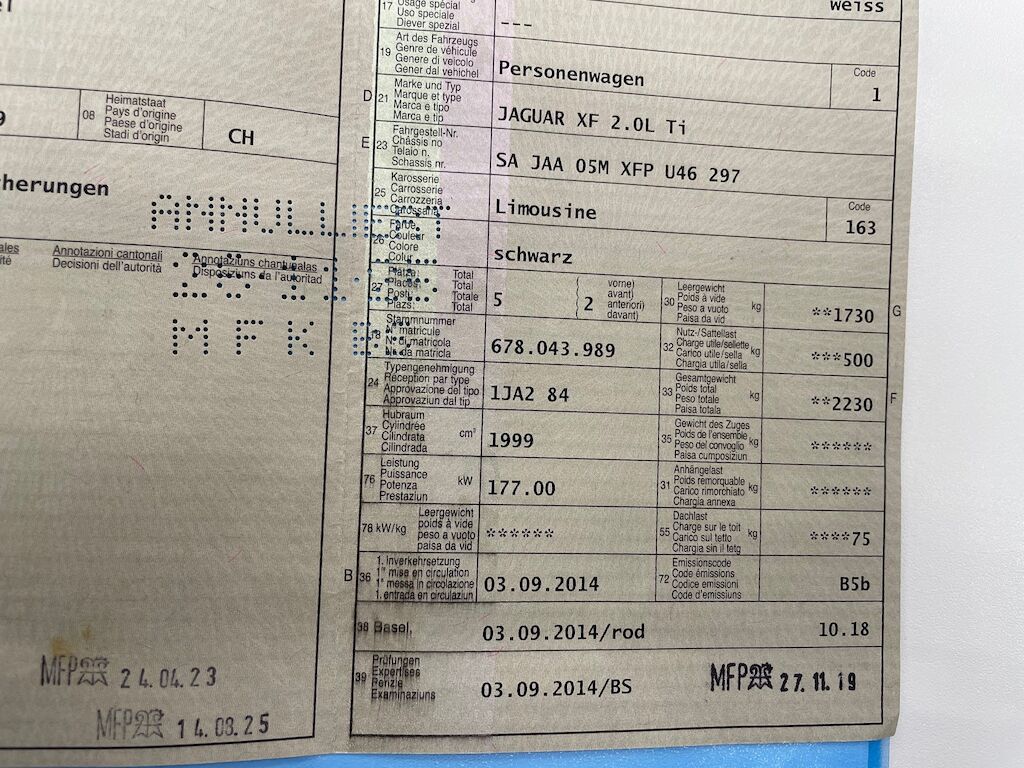 17 Usage spécial
Uso speciale
Diever spezial
---
weiss
19 Art des Fahrzeugs
Genre de véhicule
Genere di veicolo
Gener dal vehichel
Personenwagen
Code
1
D 21 Marke und Typ
Marque et type
Marca e tipo
Marca e tip
JAGUAR XF 2.0L Ti
E 23 Fahrgestell-Nr.
Châssis no
Telaio n.
Schassis nr.
SA JAA 05M XFP U46 297
25 Karosserie
Carrosserie
Carrozzeria
Carossaria
Limousine
Code
163
26 Farbe
Couleur
Colore
Colur
schwarz
27 Plätze:
Places:
Posti:
Plazs:
Total
Total
Totale
Total
5
2
vorne)
avant)
anteriori)
davant)
30 Leergewicht
Poids à vide
Peso a vuoto
Paisa da vid
kg
**1730
G
18 Stammnummer
N° matricule
N. di matricola
Nr. da matricla
678.043.989
32 Nutz-/Sattellast
Charge utile/sellette
Carico utile/sella
Chargia utila/sella
kg
***500
24 Typengenehmigung
Réception par type
Approvazione del tipo
Approvaziun dal tip
1JA2 84
33 Gesamtgewicht
Poids total
Peso totale
Paisa totala
kg
**2230
F
37 Hubraum
Cylindrée
Cilindrata
Cilindrada
cm³
1999
35 Gewicht des Zuges
Poids de l'ensemble
Peso del convoglio
Paisa cumposiziun
kg
******
76 Leistung
Puissance
Potenza
Prestaziun
kW
177.00
31 Anhängelast
Poids remorquable
Carico rimorchiato
Chargia annexa
kg
******
78 kW/kg
Leergewicht
poids à vide
peso a vuoto
paisa da vid
******
55 Dachlast
Charge sur le toit
Carico sul tetto
Chargia sin il tetg
kg
****75
B 36 1. Inverkehrsetzung
1re mise en circulation
1a messa in circolazione
1. entrada en circulaziun
03.09.2014
72 Emissionscode
Code émissions
Codice emissioni
Code d'emissiuns
B5b
38 Basel,
03.09.2014/rod
10.18
39 Prüfungen
Expertises
Perizie
Examinaziuns
03.09.2014/BS
MFP 27.11.19
9
08 Heimatstaat
Pays d'origine
Paese d'origine
Stadi d'origin
CH
cherungen
ANNULLIERT
MFK BS
ales
ité
Annotazioni cantonali
Decisioni dell'autorità
Annotaziuns chantunalas
Disposiziuns da l'autoritad
MFP 24.04.23
MFP 14.08.25